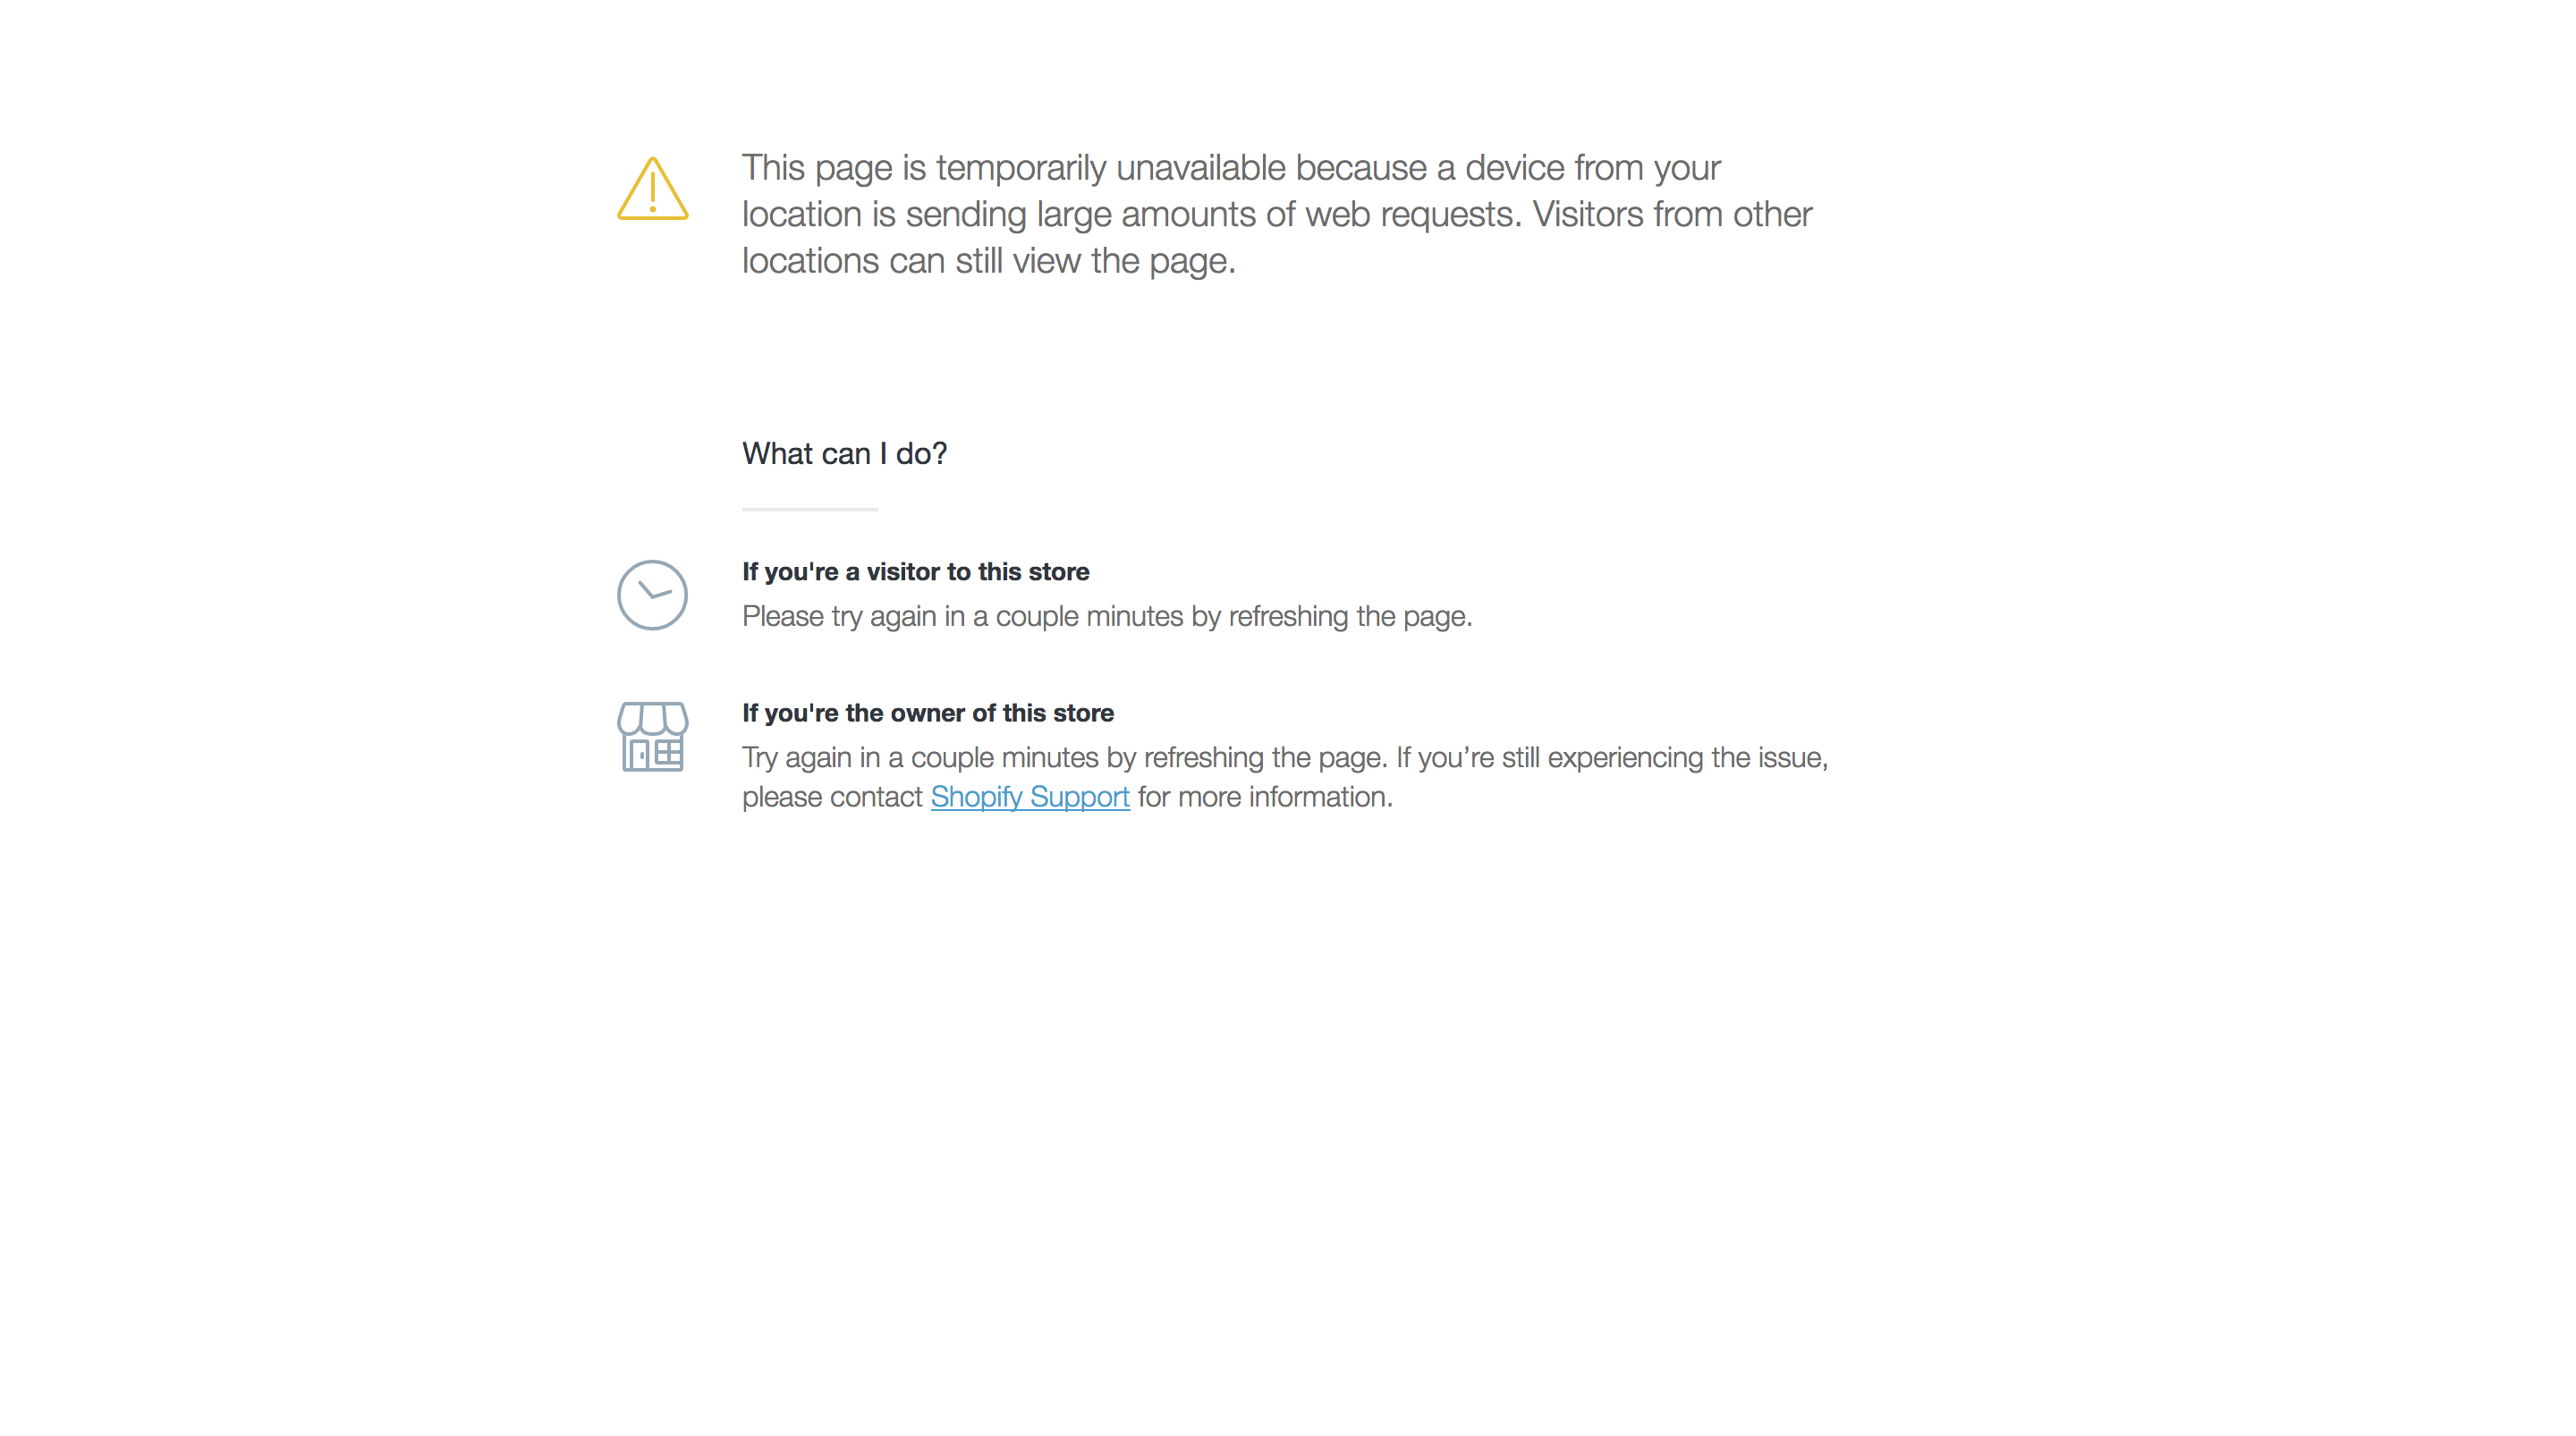 This page is temporarily unavailable because a device from your
location is sending large amounts of web requests. Visitors from other
locations can still view the page.
What can I do?
If you're a visitor to this store
Please try again in a couple minutes by refreshing the page.
If you're the owner of this store
Try again in a couple minutes by refreshing the page. If you’re still experiencing the issue,
please contact Shopify Support for more information.